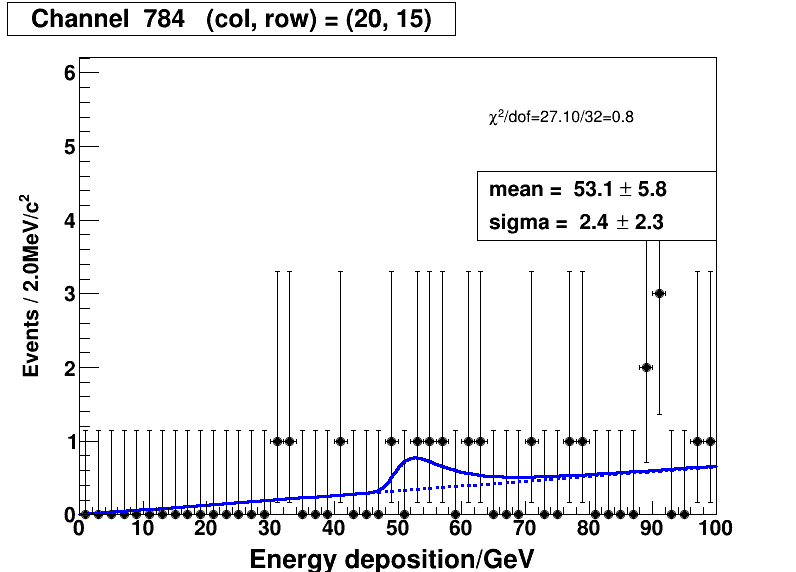 Channel 784 (col, row) = (20, 15)
χ²/dof=27.10/32=0.8
mean = 53.1 ± 5.8
sigma = 2.4 ± 2.3
Events / 2.0MeV/c²
6
5
4
3
2
1
0
0 10 20 30 40 50 60 70 80 90 100
Energy deposition/GeV